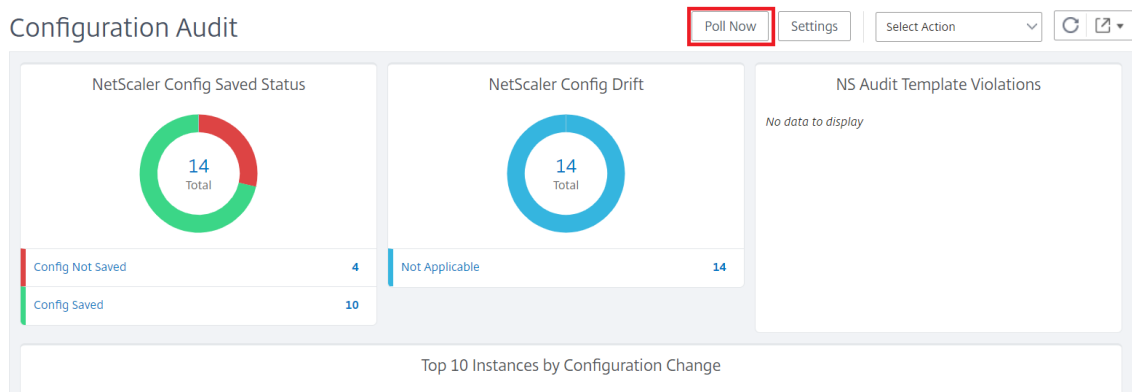 Configuration Audit
Poll Now
Settings
Select Action
NetScaler Config Saved Status
14
Total
Config Not Saved 4
Config Saved 10
NetScaler Config Drift
14
Total
Not Applicable 14
NS Audit Template Violations
No data to display
Top 10 Instances by Configuration Change